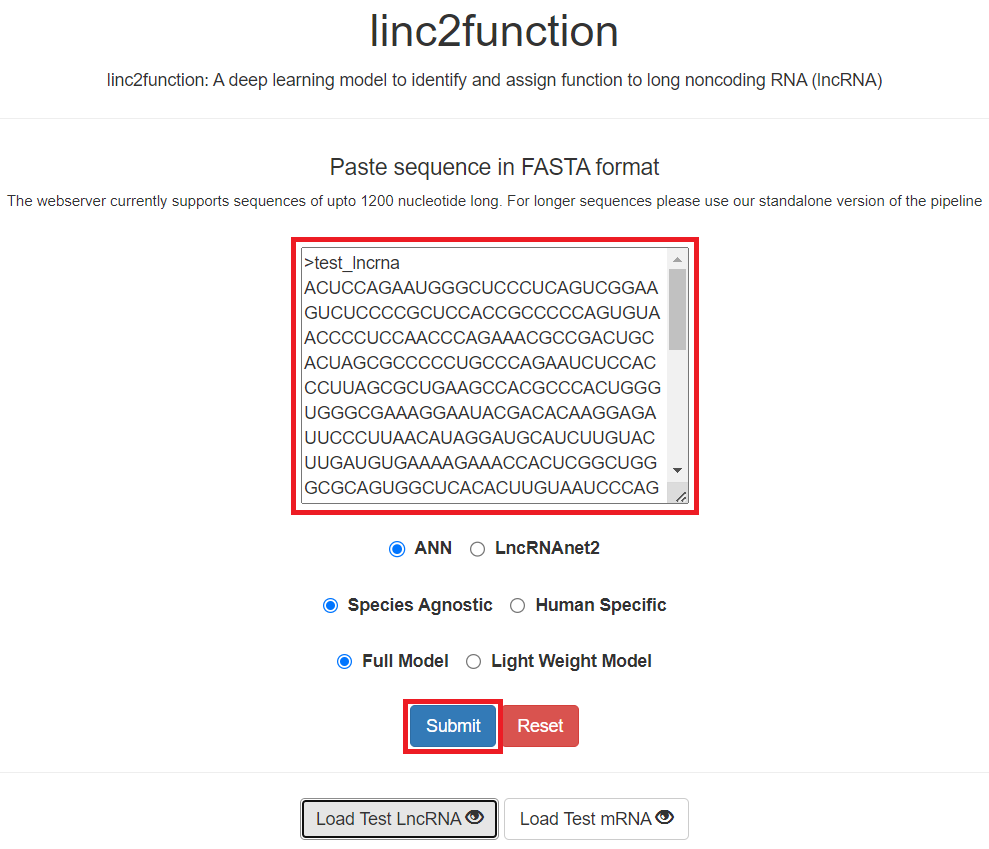 linc2function
linc2function: A deep learning model to identify and assign function to long noncoding RNA (lncRNA)
Paste sequence in FASTA format
The webserver currently supports sequences of upto 1200 nucleotide long. For longer sequences please use our standalone version of the pipeline
>test_lncrna
ACUCCAGAAUGGGCUCCCUCAGUCGGAA
GUCUCCCCGCUCCACCGCCCCCAGUGUA
ACCCCUCCAACCCAGAAACGCCGACUGC
ACUAGCGCCCCCUGCCCAGAAUCUCCAC
CCUUAGCGCUGAAGCCACGCCCACUGGG
UGGGCGAAAGGAAUACGACACAAGGAGA
UUCCCUUAACAUAGGAUGCAUCUUGUAC
UUGAUGUGAAAAGAAACCACUCGGCUGG
GCGCAGUGGCUCACACUUGUAAUCCCAG
ANN LncRNAnet2
Species Agnostic Human Specific
Full Model Light Weight Model
Submit Reset
Load Test LncRNA Load Test mRNA